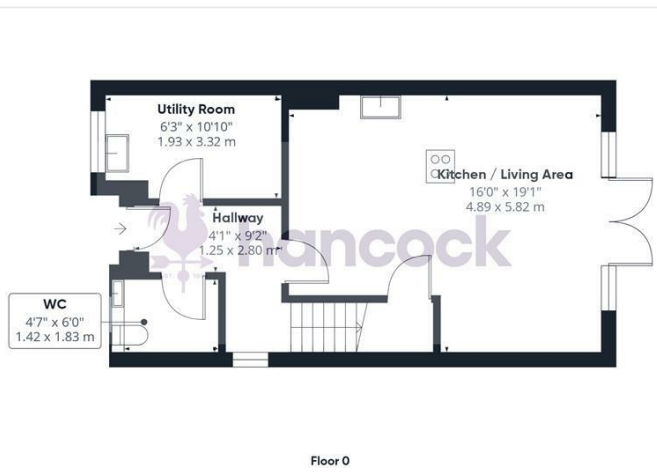 Utility Room
6'3" x 10'10"
1.93 x 3.32 m
Kitchen / Living Area
16'0" x 19'1"
4.89 x 5.82 m
Hallway
4'1" x 9'2"
1.25 x 2.80 m
hancock
WC
4'7" x 6'0"
1.42 x 1.83 m
Floor 0